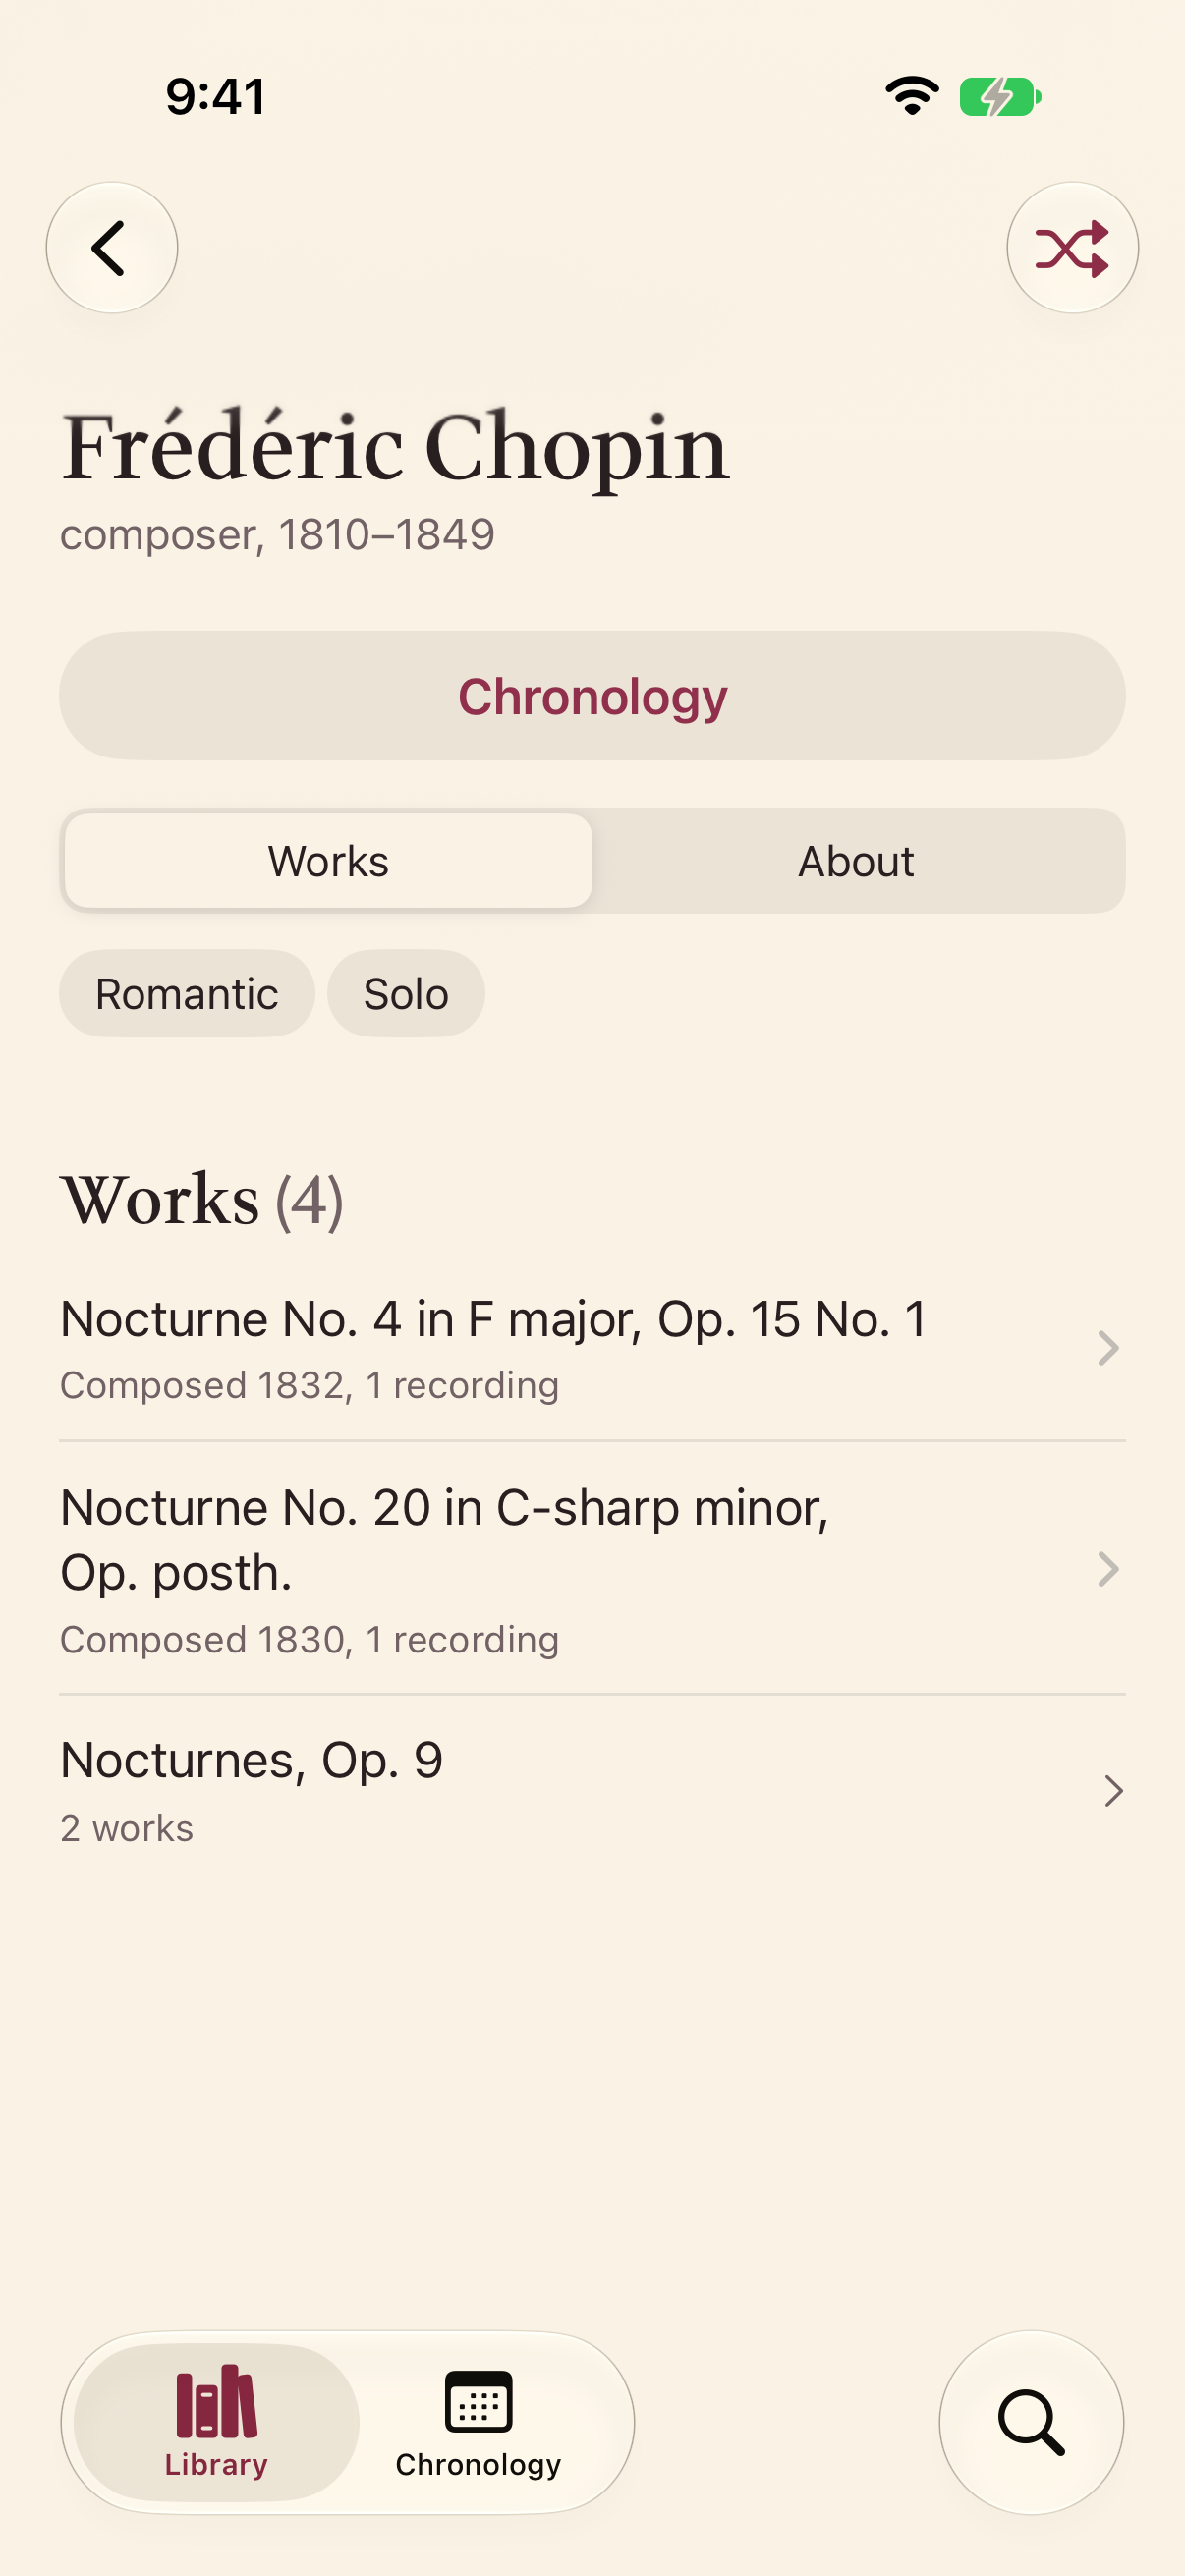 9:41
Frédéric Chopin
composer, 1810–1849
Chronology
Works
About
Romantic
Solo
Works (4)
Nocturne No. 4 in F major, Op. 15 No. 1
Composed 1832, 1 recording
Nocturne No. 20 in C-sharp minor,
Op. posth.
Composed 1830, 1 recording
Nocturnes, Op. 9
2 works
Library
Chronology